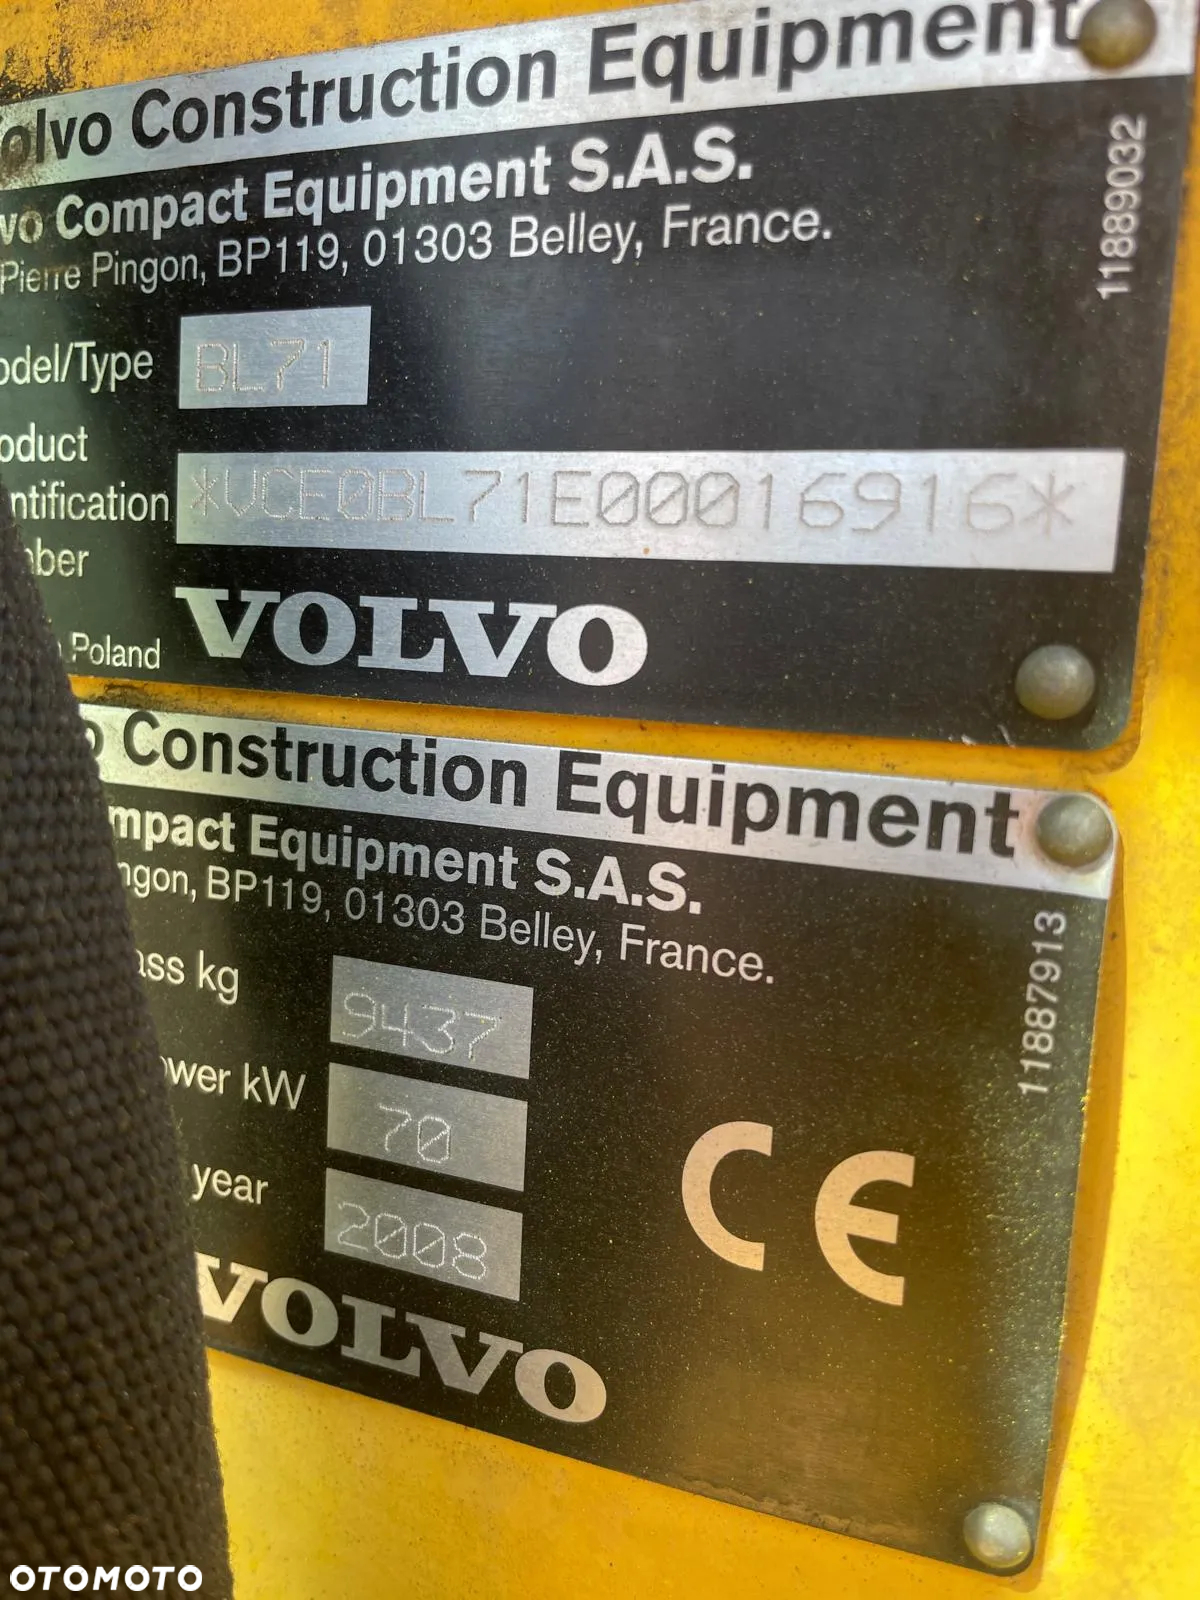 olvo Construction Equipment
vo Compact Equipment S.A.S.
Pierre Pingon, BP119, 01303 Belley, France.
11889032
odel/Type BL71
oduct
ntification *VCE0BL71E00016916*
ber
Poland VOLVO
o Construction Equipment
mpact Equipment S.A.S.
ngon, BP119, 01303 Belley, France.
11887913
ass kg 9437
ower kW 70
year 2008
CE
VOLVO
OTOMOTO